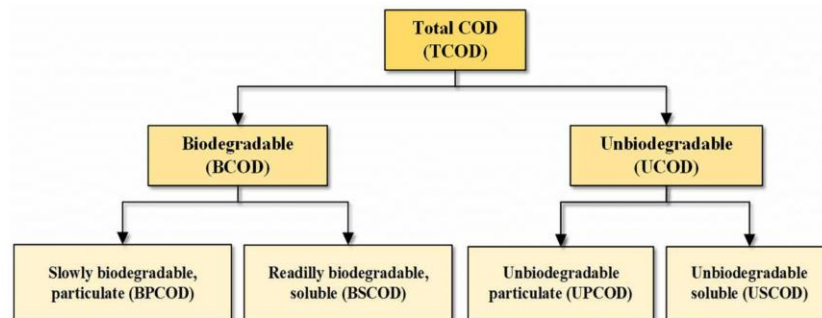 Total COD
(TCOD)
Biodegradable
(BCOD)
Unbiodegradable
(UCOD)
Slowly biodegradable,
particulate (BPCOD)
Readilly biodegradable,
soluble (BSCOD)
Unbiodegradable
particulate (UPCOD)
Unbiodegradable
soluble (USCOD)